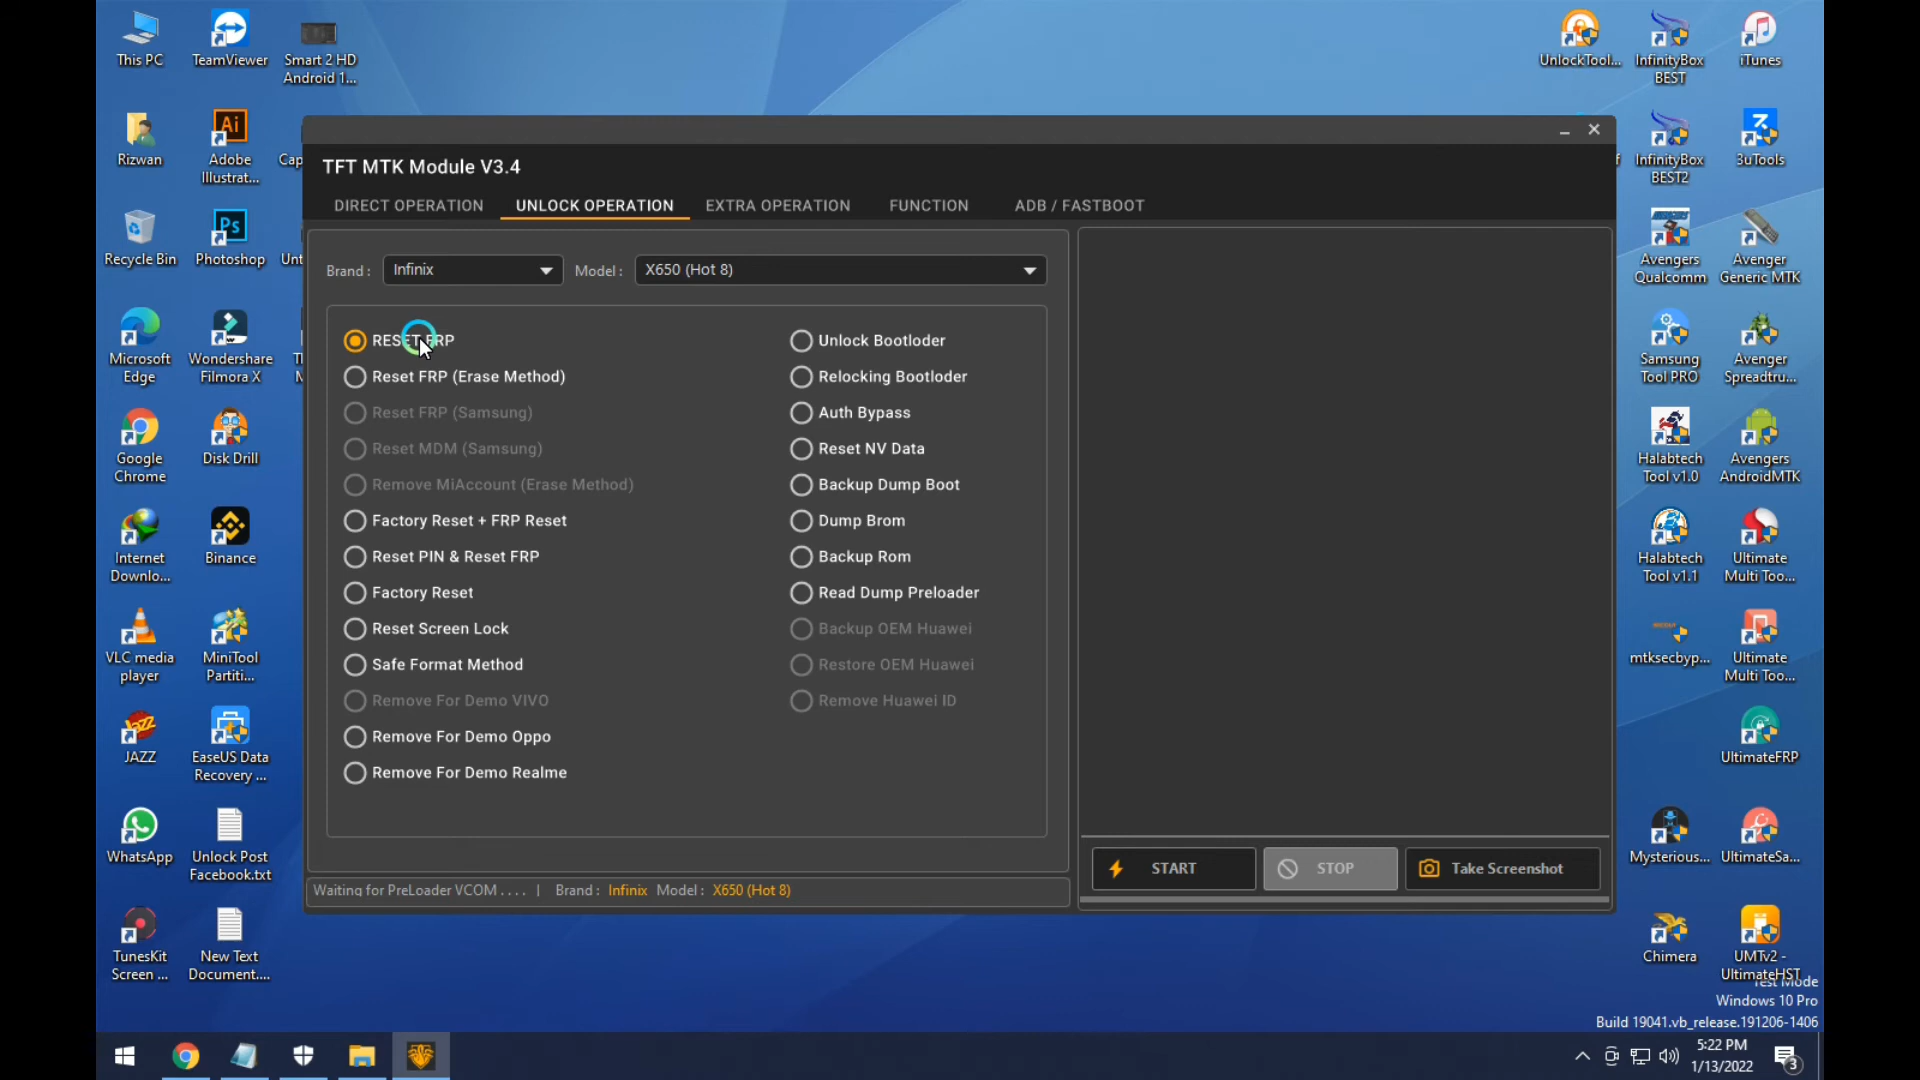 This PC
TeamViewer
Smart 2 HD
Android 1...
UnlockTool...
InfinityBox
BEST
iTunes
Rizwan
Adobe
Illustrat...
Cap
InfinityBox
BEST2
3uTools
Recycle Bin
Photoshop
Unt
Avengers
Qualcomm
Avenger
Generic MTK
Microsoft
Edge
Wondershare
Filmora X
Samsung
Tool PRO
Avenger
Spreadtru...
Google
Chrome
Disk Drill
Halabtech
Tool v1.0
Avengers
AndroidMTK
Internet
Downlo...
Binance
Halabtech
Tool v1.1
Ultimate
Multi Too...
VLC media
player
MiniTool
Partiti...
mtksecbyp...
Ultimate
Multi Too...
JAZZ
EaseUS Data
Recovery ...
UltimateFRP
WhatsApp
Unlock Post
Facebook.txt
Mysterious...
UltimateSa...
TunesKit
Screen ...
New Text
Document....
Chimera
UMTv2 -
UltimateHST
TFT MTK Module V3.4
DIRECT OPERATION
UNLOCK OPERATION
EXTRA OPERATION
FUNCTION
ADB / FASTBOOT
Brand :
Infinix
Model :
X650 (Hot 8)
RESET FRP
Reset FRP (Erase Method)
Reset FRP (Samsung)
Reset MDM (Samsung)
Remove MiAccount (Erase Method)
Factory Reset + FRP Reset
Reset PIN & Reset FRP
Factory Reset
Reset Screen Lock
Safe Format Method
Remove For Demo VIVO
Remove For Demo Oppo
Remove For Demo Realme
Unlock Bootloder
Relocking Bootloder
Auth Bypass
Reset NV Data
Backup Dump Boot
Dump Brom
Backup Rom
Read Dump Preloader
Backup OEM Huawei
Restore OEM Huawei
Remove Huawei ID
START
STOP
Take Screenshot
Waiting for PreLoader VCOM . . . . | Brand : Infinix Model : X650 (Hot 8)
Test Mode
Windows 10 Pro
Build 19041.vb_release.191206-1406
5:22 PM
1/13/2022
3